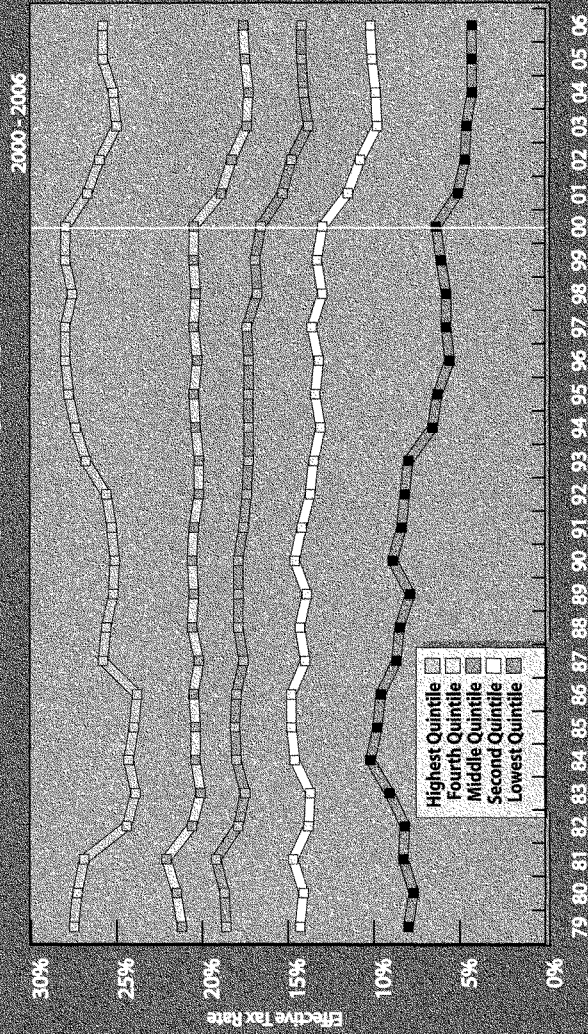 2000 - 2006
30%
25%
20%
15%
10%
5%
0%
Effective Tax Rate
Highest Quintile
Fourth Quintile
Middle Quintile
Second Quintile
Lowest Quintile
79 80 81 82 83 84 85 86 87 88 89 90 91 92 93 94 95 96 97 98 99 00 01 02 03 04 05 06